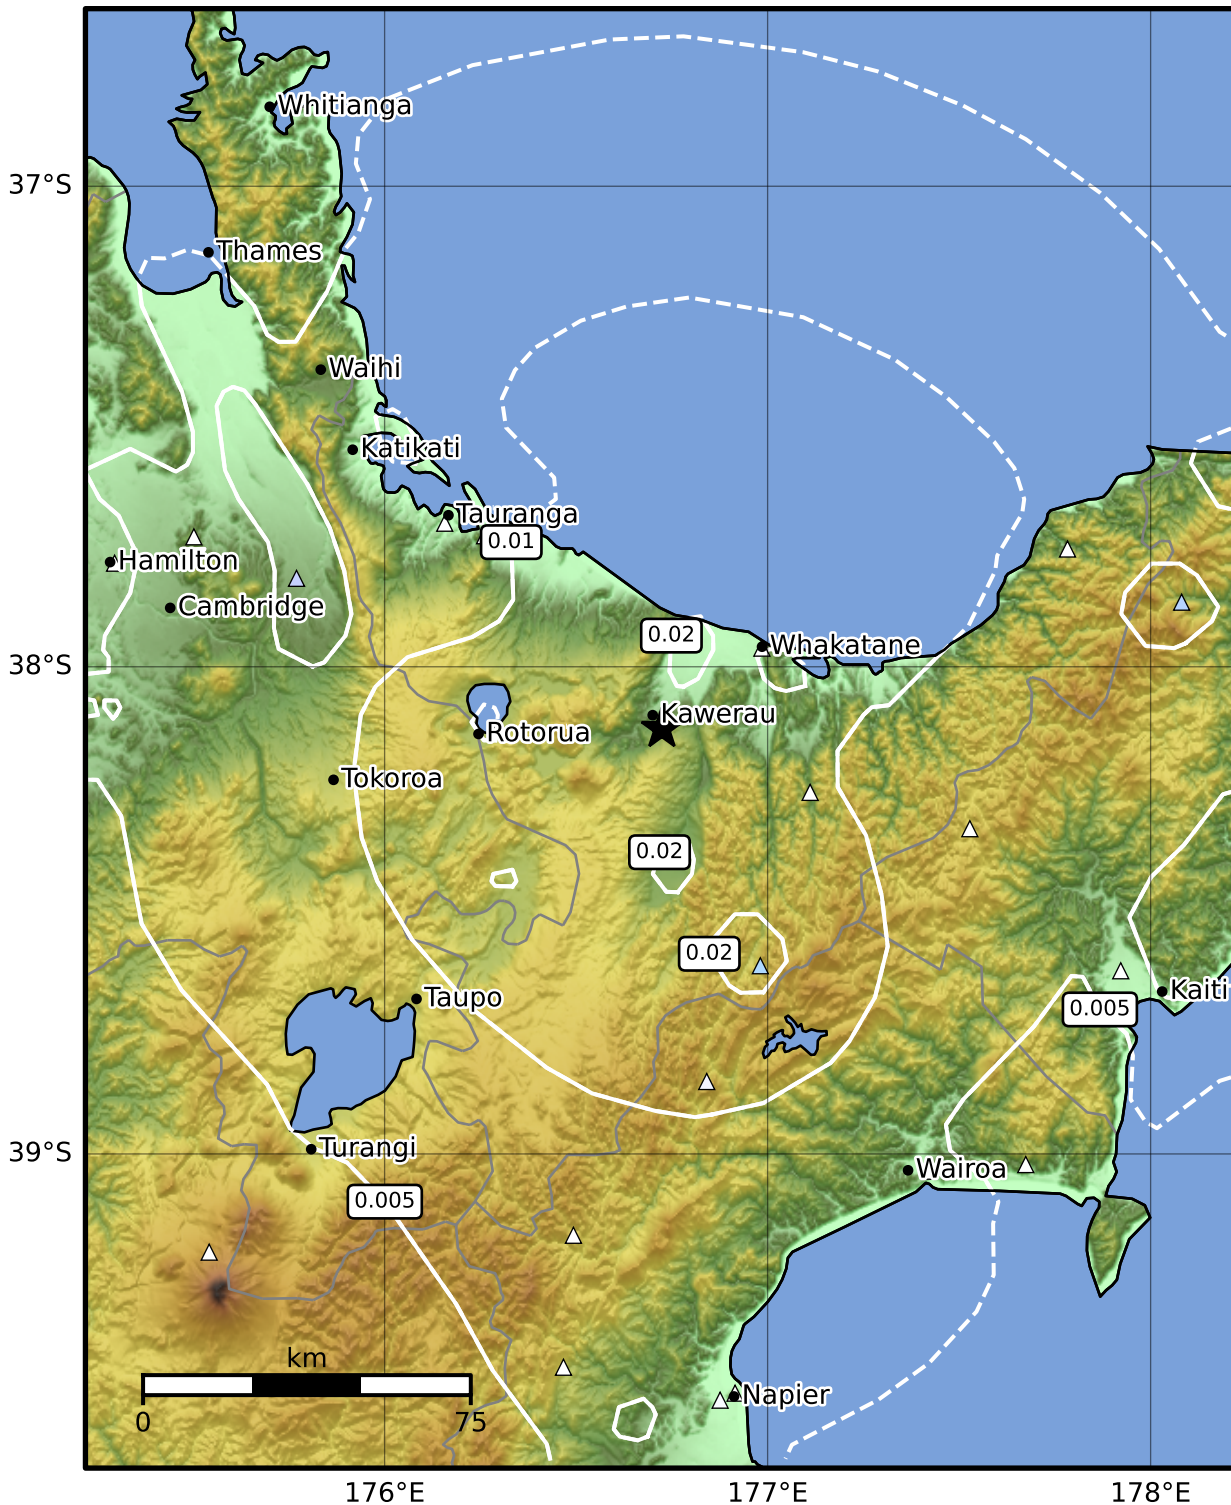 Whitianga
37°S
Thames
Waihi
Katikati
Tauranga
0.01
Hamilton
Cambridge
0.02
Whakatane
38°S
Kawerau
Rotorua
Tokoroa
0.02
0.02
Kaiti
Taupo
0.005
39°S
Turangi
Wairoa
0.005
km
0
75
Napier
176°E
177°E
178°E